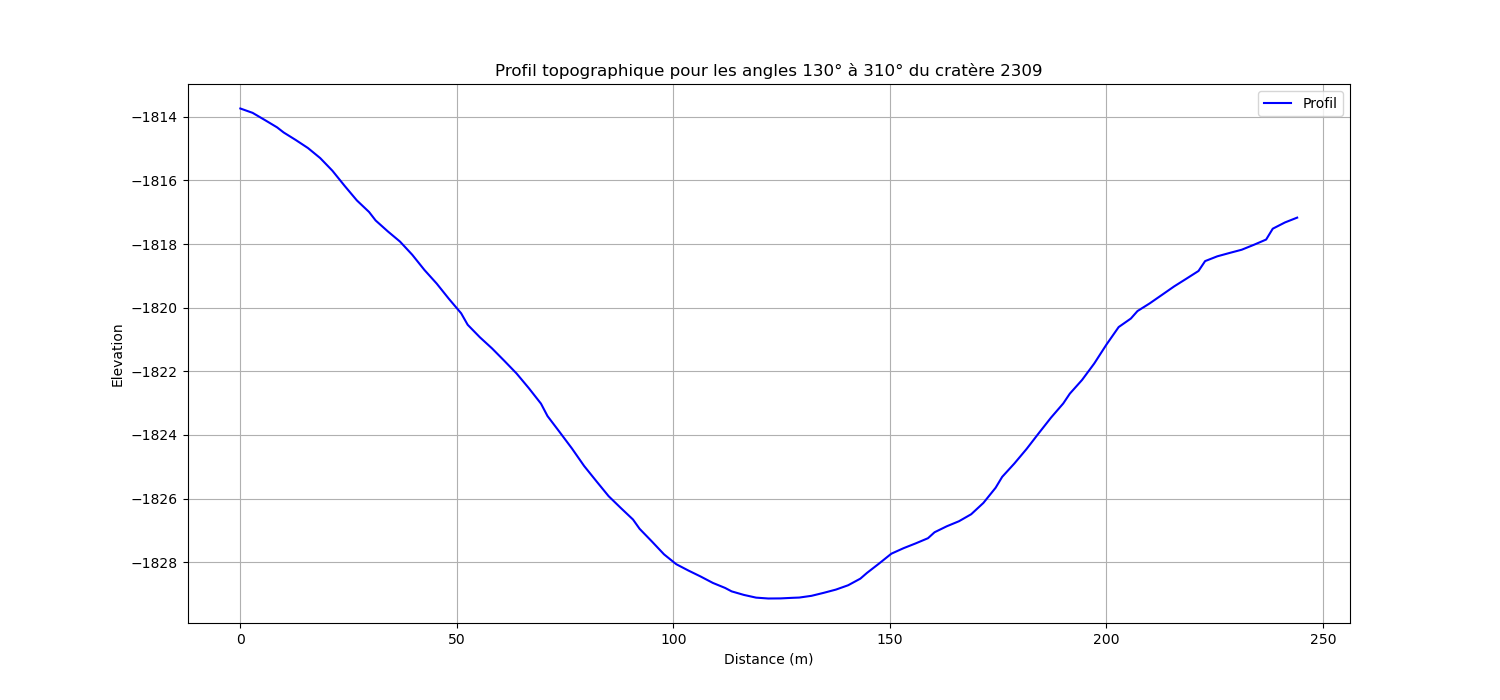 Profil topographique pour les angles 130° à 310° du cratère 2309
Profil
−1814
−1816
−1818
−1820
−1822
−1824
−1826
−1828
Elevation
0 50 100 150 200 250
Distance (m)